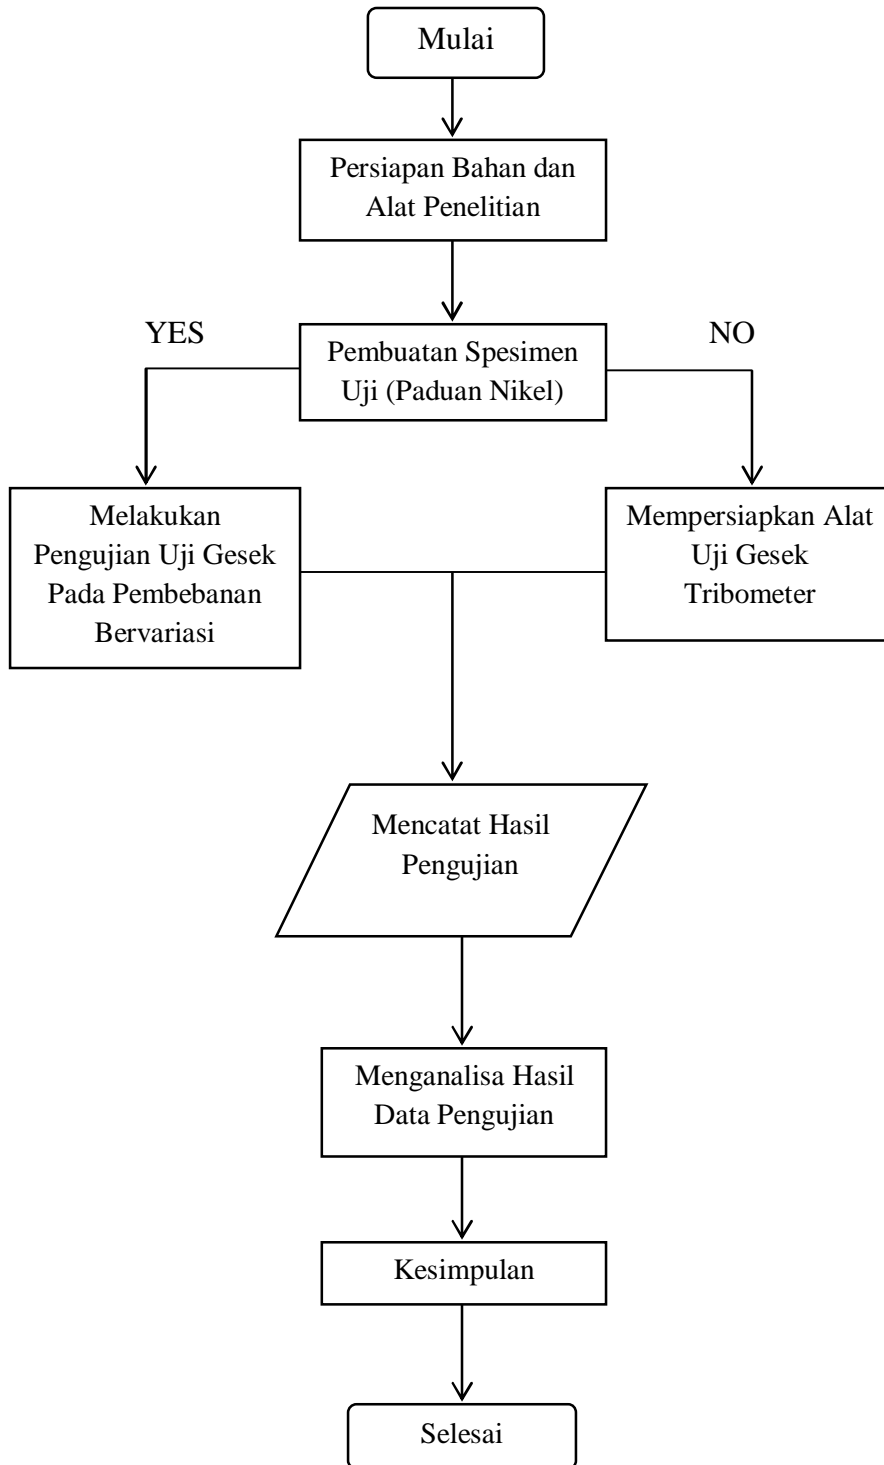 Mulai
Persiapan Bahan dan
Alat Penelitian
YES
NO
Pembuatan Spesimen
Uji (Paduan Nikel)
Melakukan
Pengujian Uji Gesek
Pada Pembebanan
Bervariasi
Mempersiapkan Alat
Uji Gesek
Tribometer
Mencatat Hasil
Pengujian
Menganalisa Hasil
Data Pengujian
Kesimpulan
Selesai